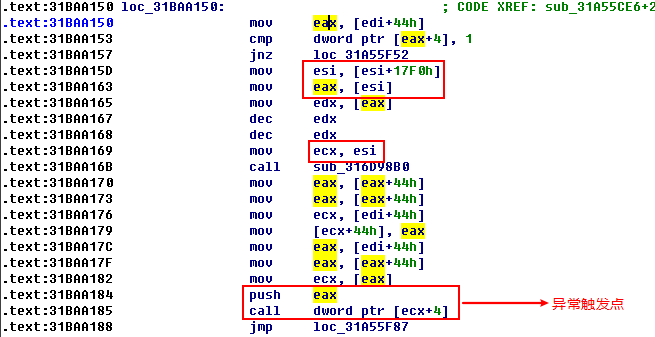 .text:31BAA150 loc_31BAA150: ; CODE XREF: sub_31A55CE6+2
.text:31BAA150 mov eax, [edi+44h]
.text:31BAA153 cmp dword ptr [eax+4], 1
.text:31BAA157 jnz loc_31A55F52
.text:31BAA15D mov esi, [esi+17F0h]
.text:31BAA163 mov eax, [esi]
.text:31BAA165 mov edx, [eax]
.text:31BAA167 dec edx
.text:31BAA168 dec edx
.text:31BAA169 mov ecx, esi
.text:31BAA16B call sub_316D98B0
.text:31BAA170 mov eax, [edi+44h]
.text:31BAA173 mov eax, [eax+44h]
.text:31BAA176 mov ecx, [edi+44h]
.text:31BAA179 mov [ecx+44h], eax
.text:31BAA17C mov eax, [edi+44h]
.text:31BAA17F mov eax, [eax+44h]
.text:31BAA182 mov ecx, [eax]
.text:31BAA184 push eax
.text:31BAA185 call dword ptr [ecx+4] 异常触发点
.text:31BAA188 jmp loc_31A55F87